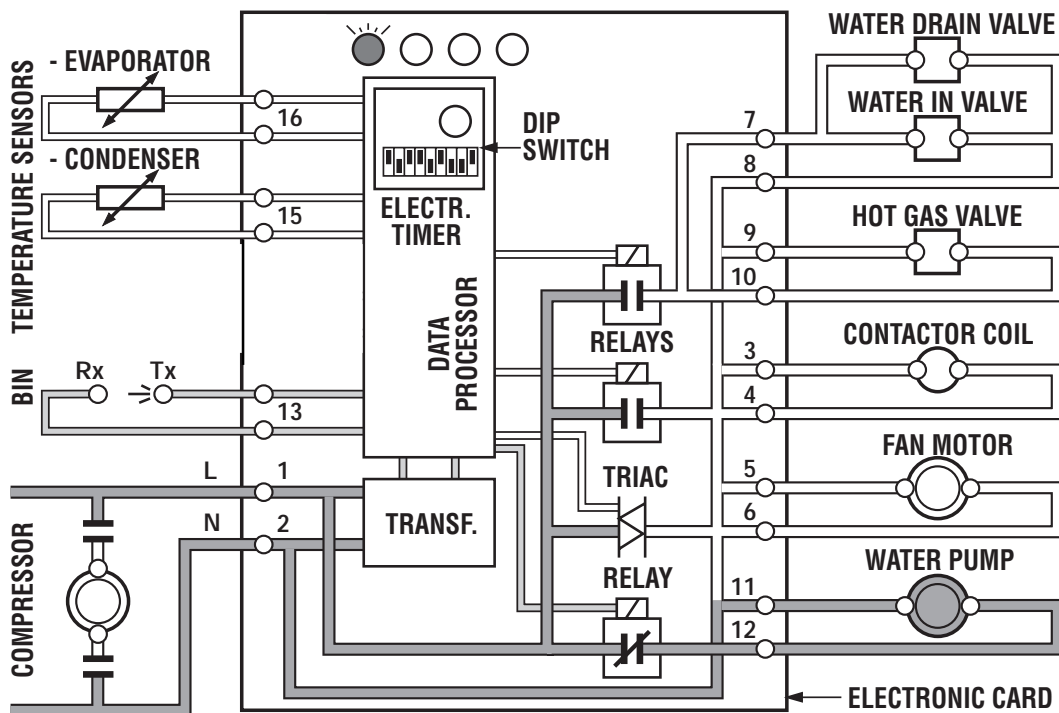 TEMPERATURE SENSORS
- EVAPORATOR
16
- CONDENSER
15
BIN
Rx
Tx
13
L
1
N
2
COMPRESSOR
DIP
SWITCH
ELECTR.
TIMER
DATA
PROCESSOR
TRANSF.
RELAYS
TRIAC
RELAY
WATER DRAIN VALVE
WATER IN VALVE
7
8
HOT GAS VALVE
9
10
CONTACTOR COIL
3
4
FAN MOTOR
5
6
WATER PUMP
11
12
ELECTRONIC CARD